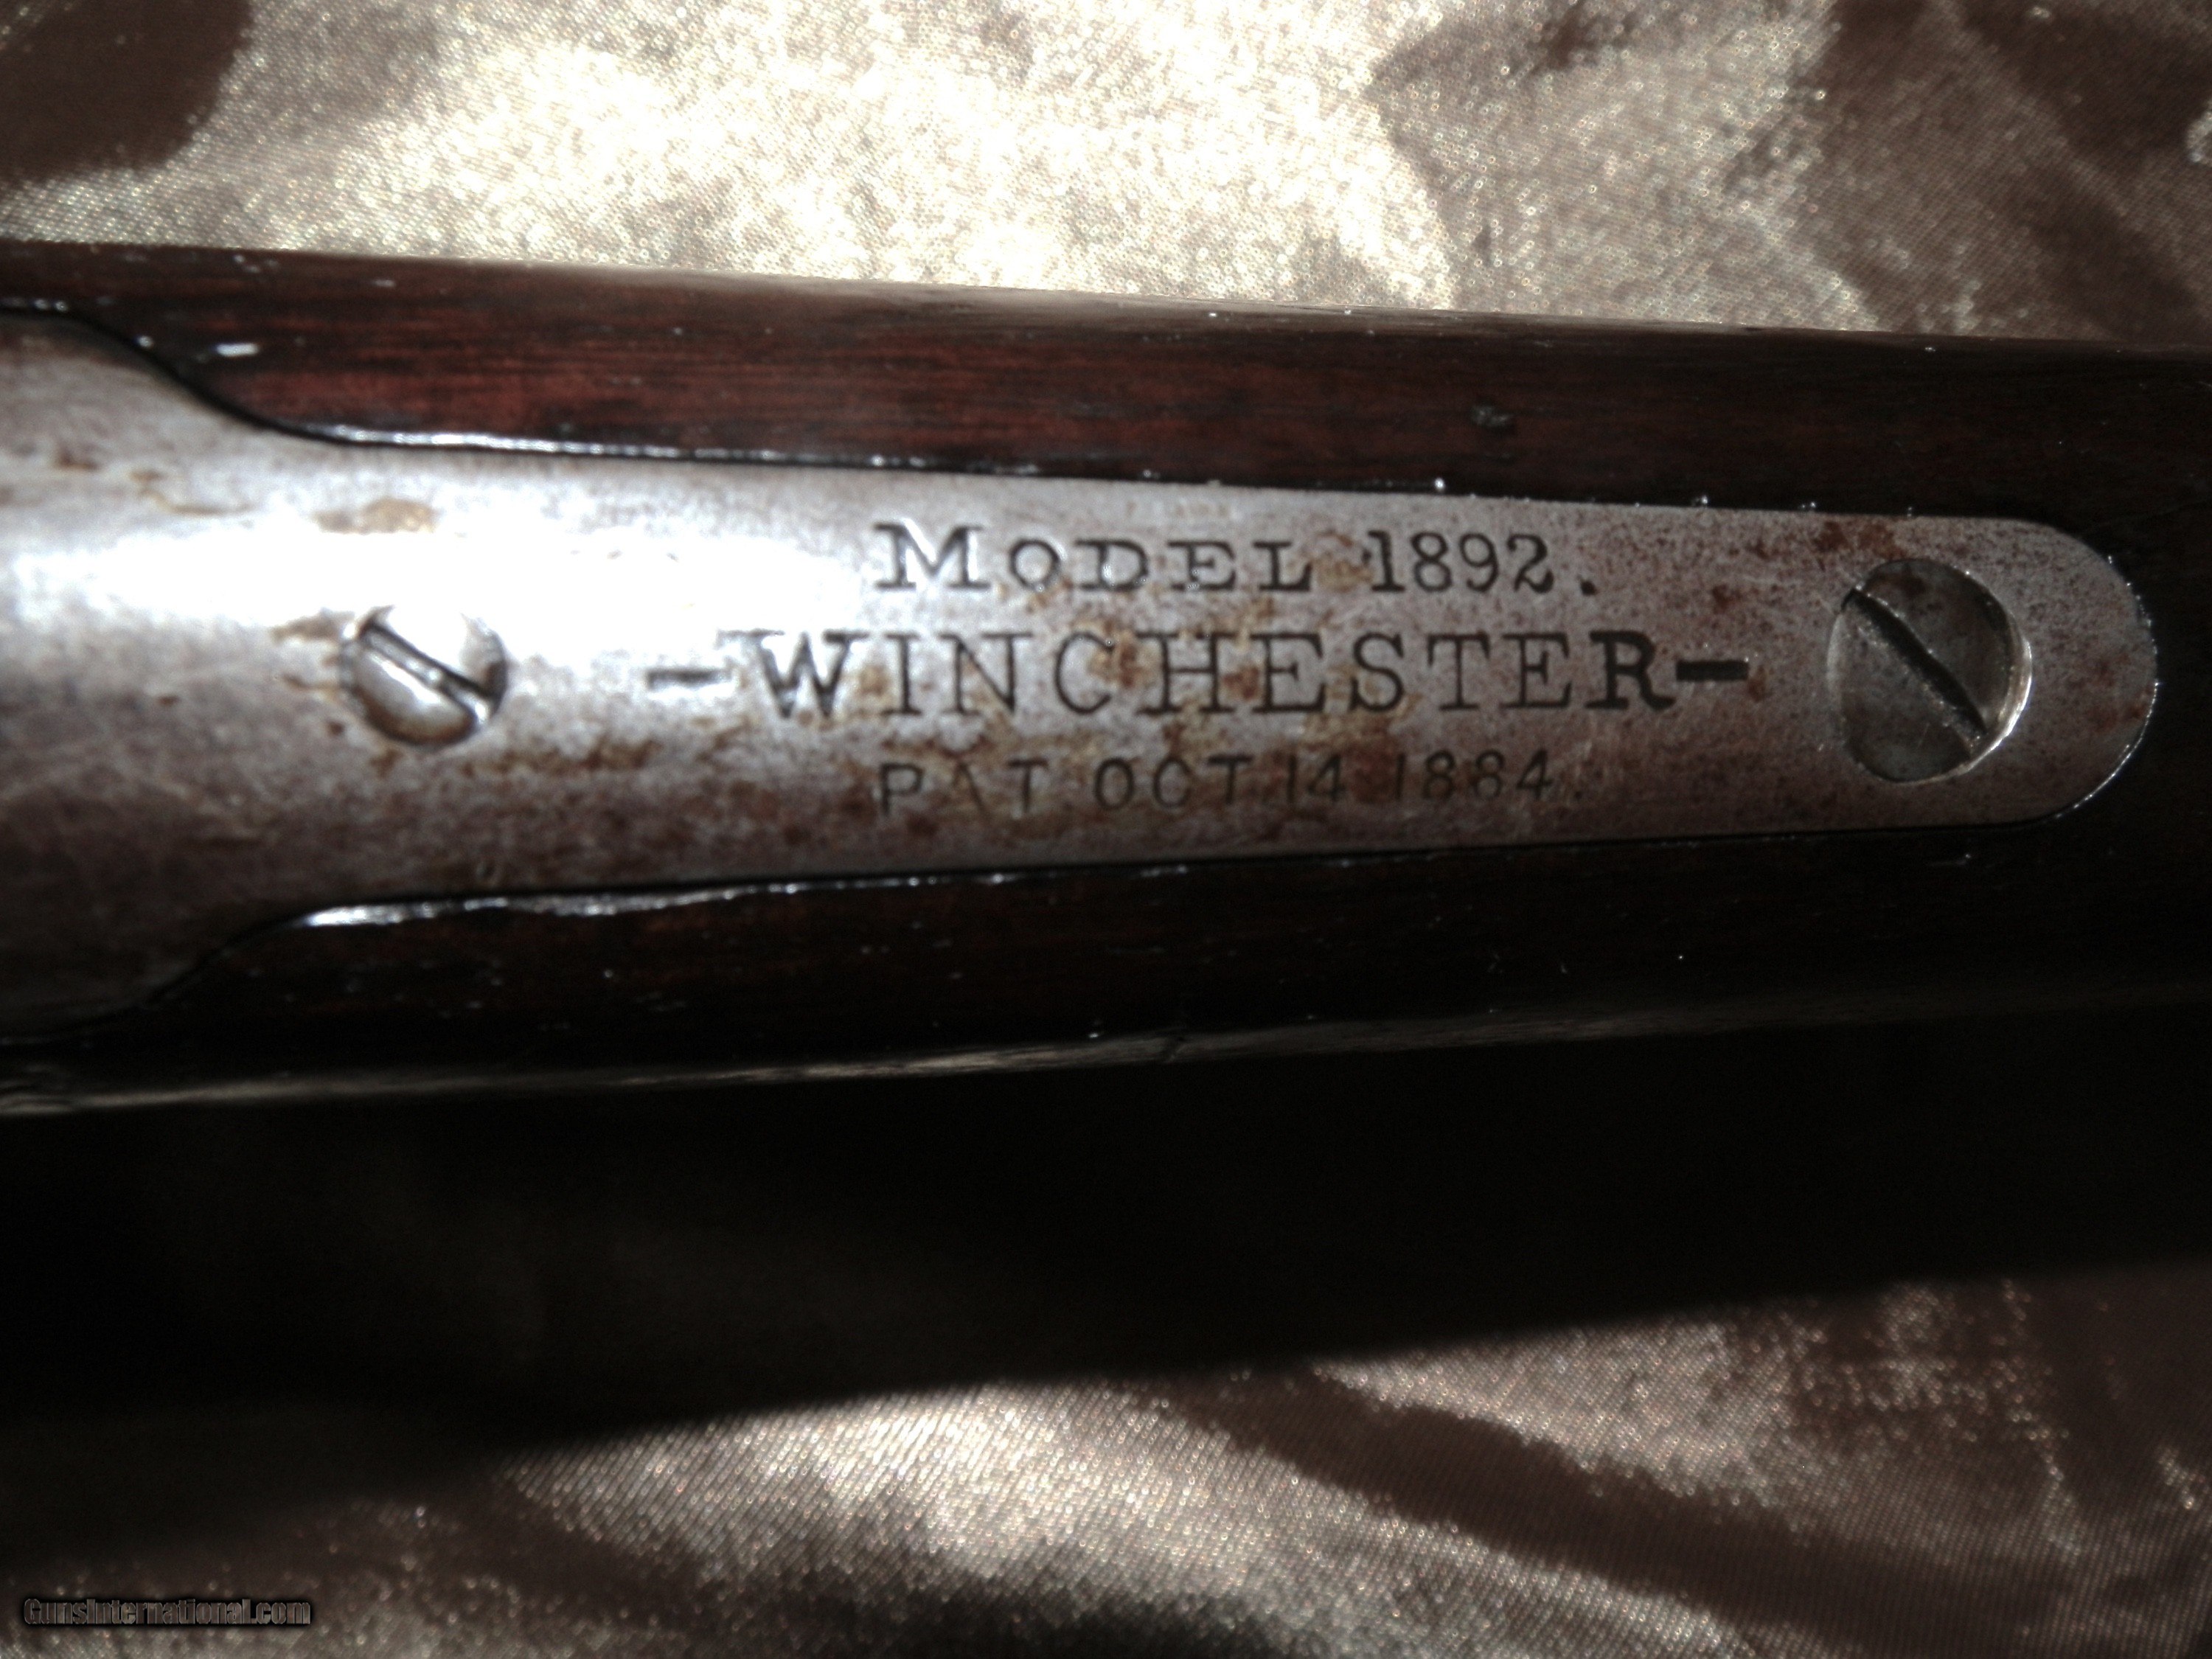 MODEL 1892.
-WINCHESTER-
PAT OCT 14 1884.
GunsInternational.com